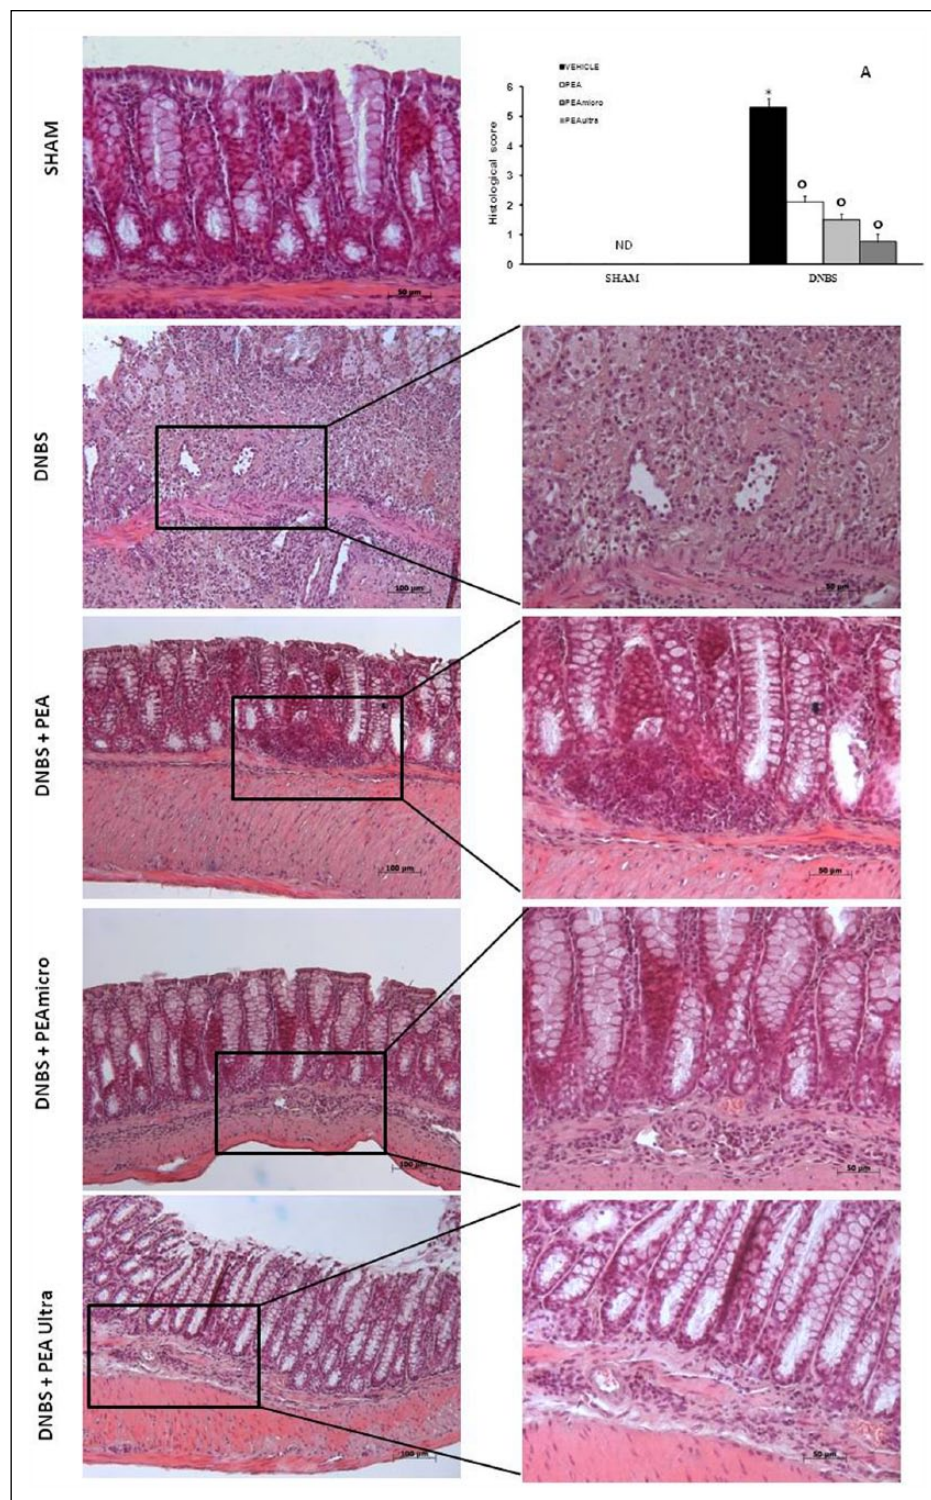 SHAM
VEHICLE
PEA
PEAmicro
PEAultra
A
Histological score
6
5
4
3
2
1
0
*
O
O
O
ND
SHAM
DNBS
50 µm
DNBS
100 µm
50 µm
DNBS + PEA
100 µm
50 µm
DNBS + PEAmicro
100 µm
50 µm
DNBS + PEA Ultra
100 µm
50 µm